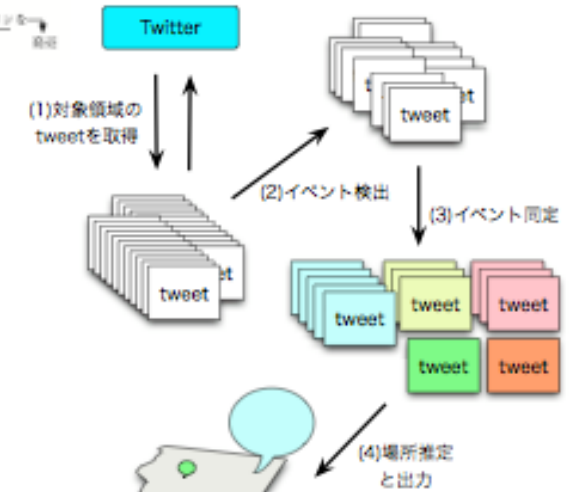 Twitter
(1)対象領域の
tweetを取得
tweet
(2)イベント検出
tweet
(3)イベント同定
tweet
tweet
tweet
tweet
tweet
(4)場所推定
と出力